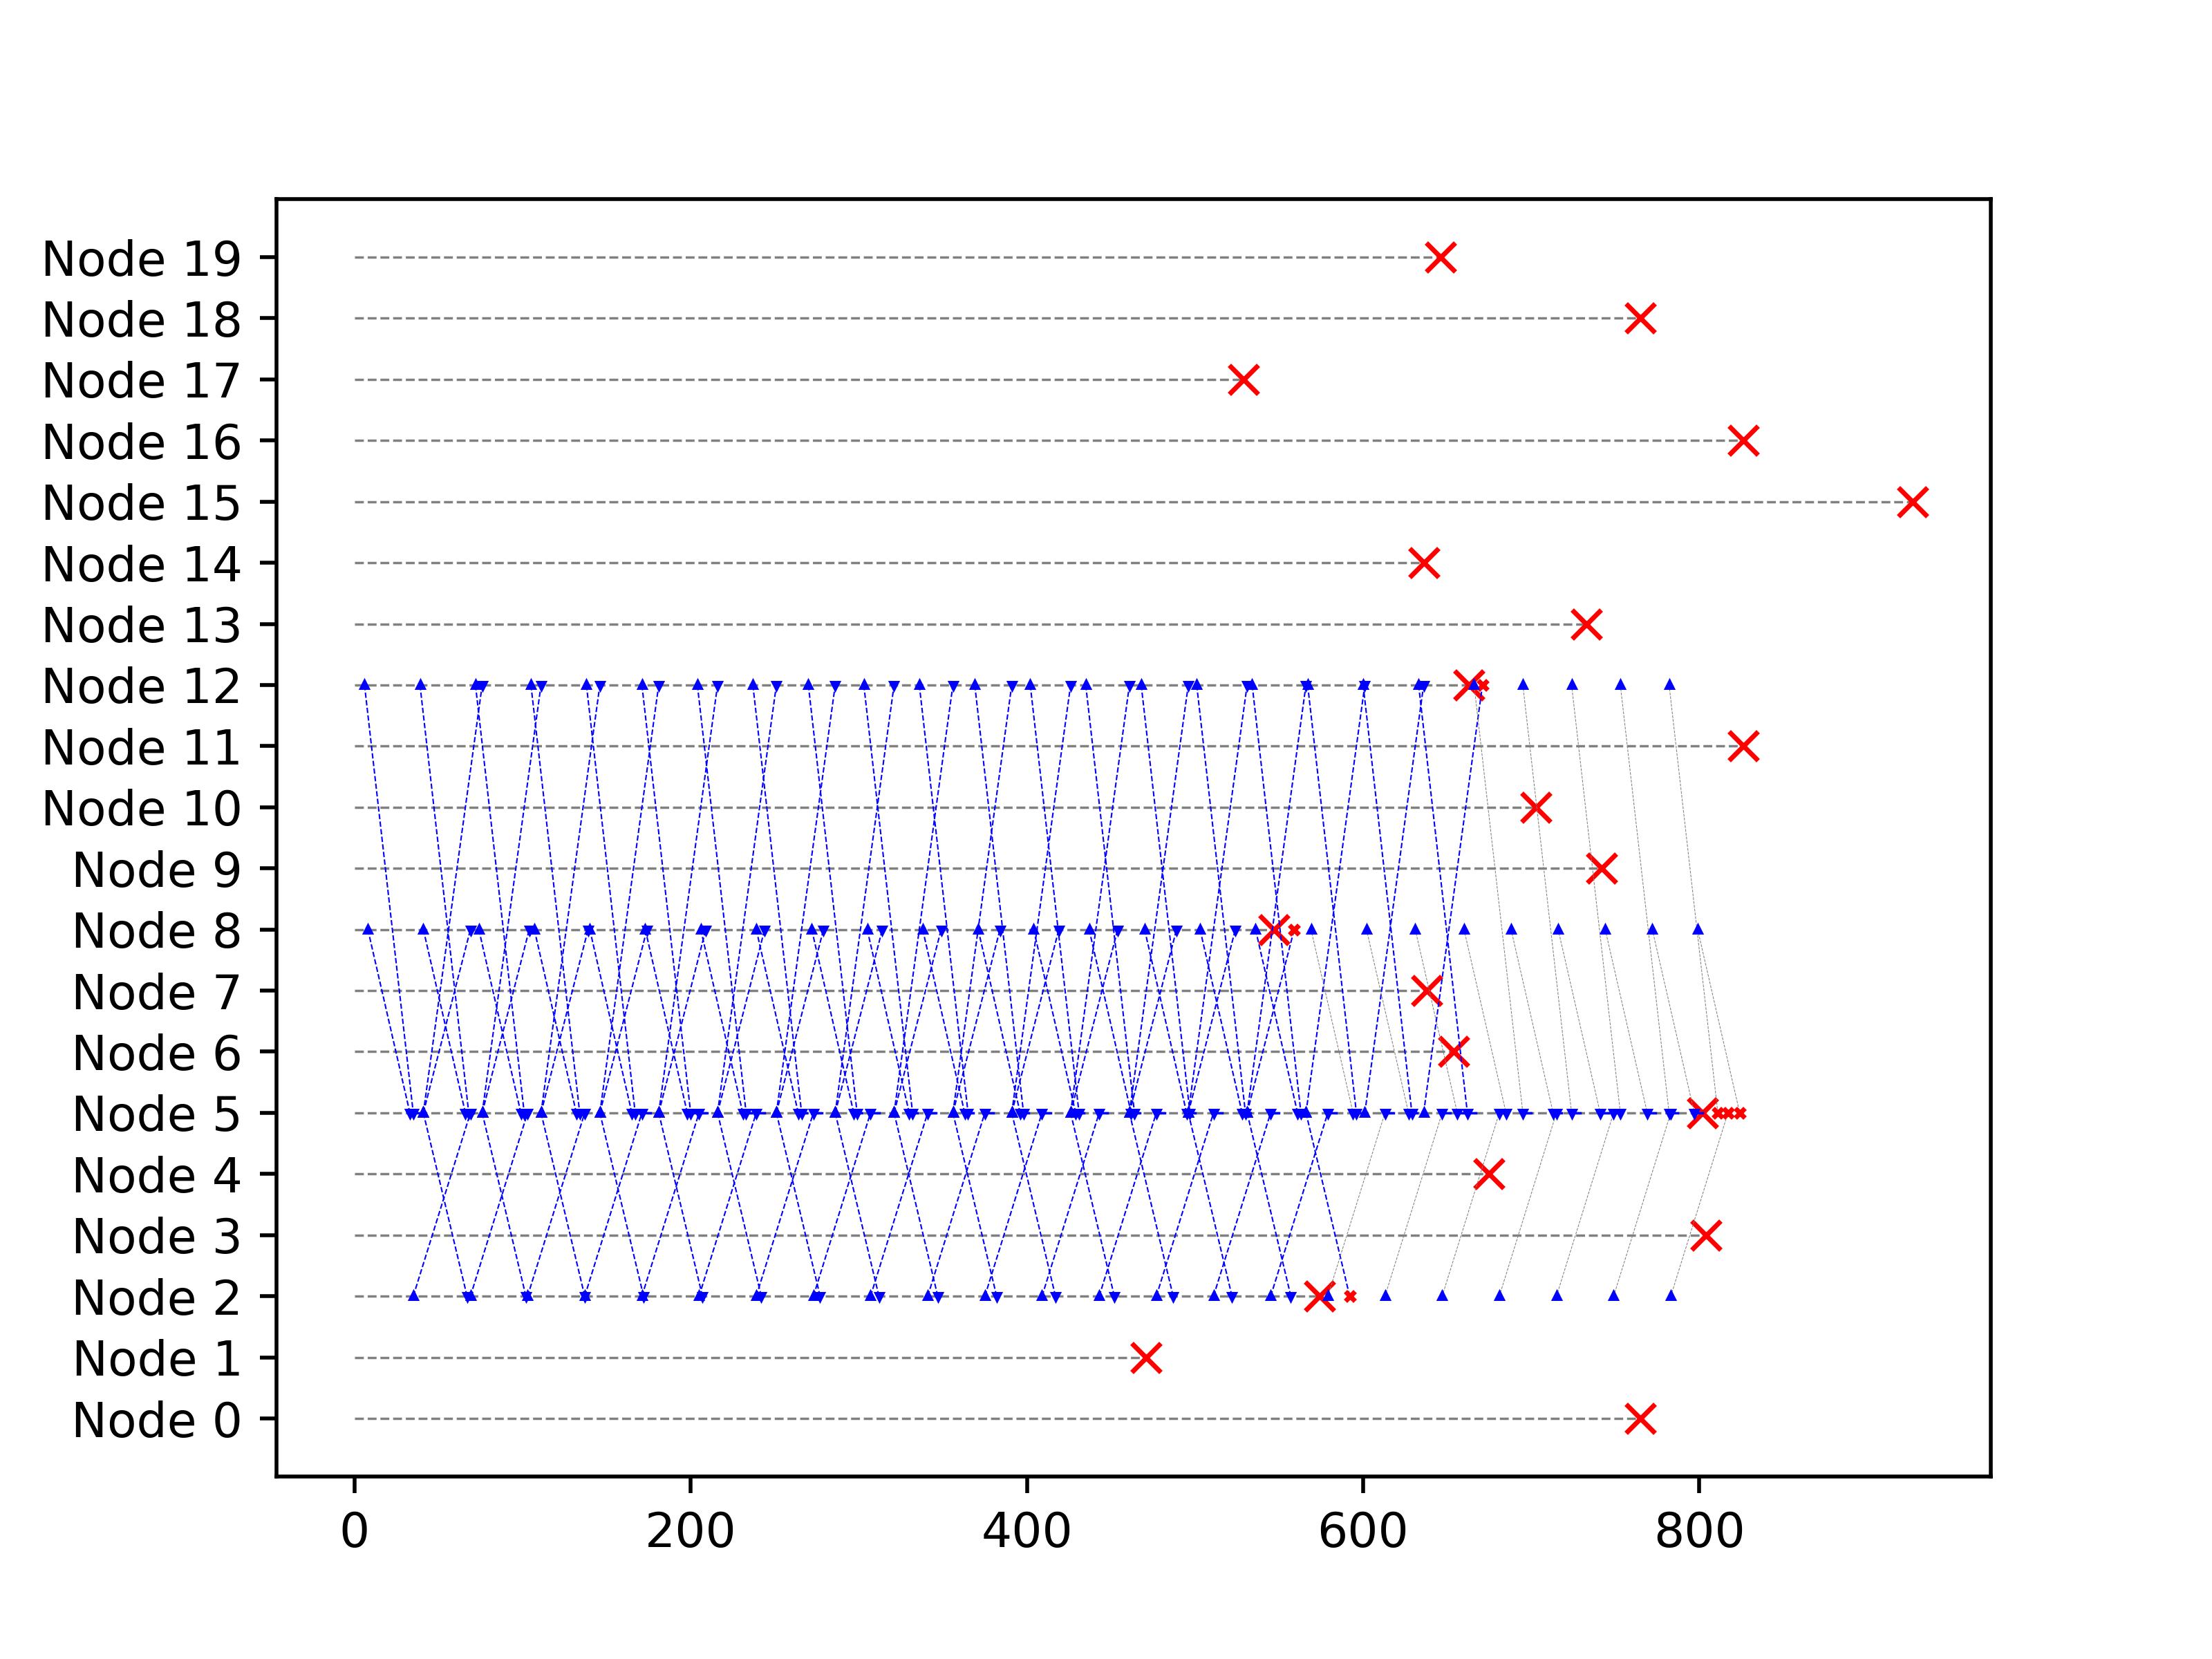 Node 19
Node 18
Node 17
Node 16
Node 15
Node 14
Node 13
Node 12
Node 11
Node 10
Node 9
Node 8
Node 7
Node 6
Node 5
Node 4
Node 3
Node 2
Node 1
Node 0
0 200 400 600 800